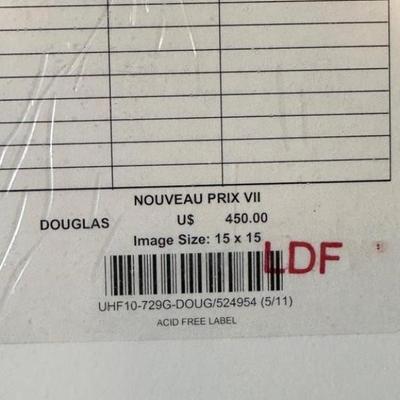 NOUVEAU PRIX VII
DOUGLAS U$ 450.00
Image Size: 15 x 15
LDF
UHF10-729G-DOUG/524954 (5/11)
ACID FREE LABEL